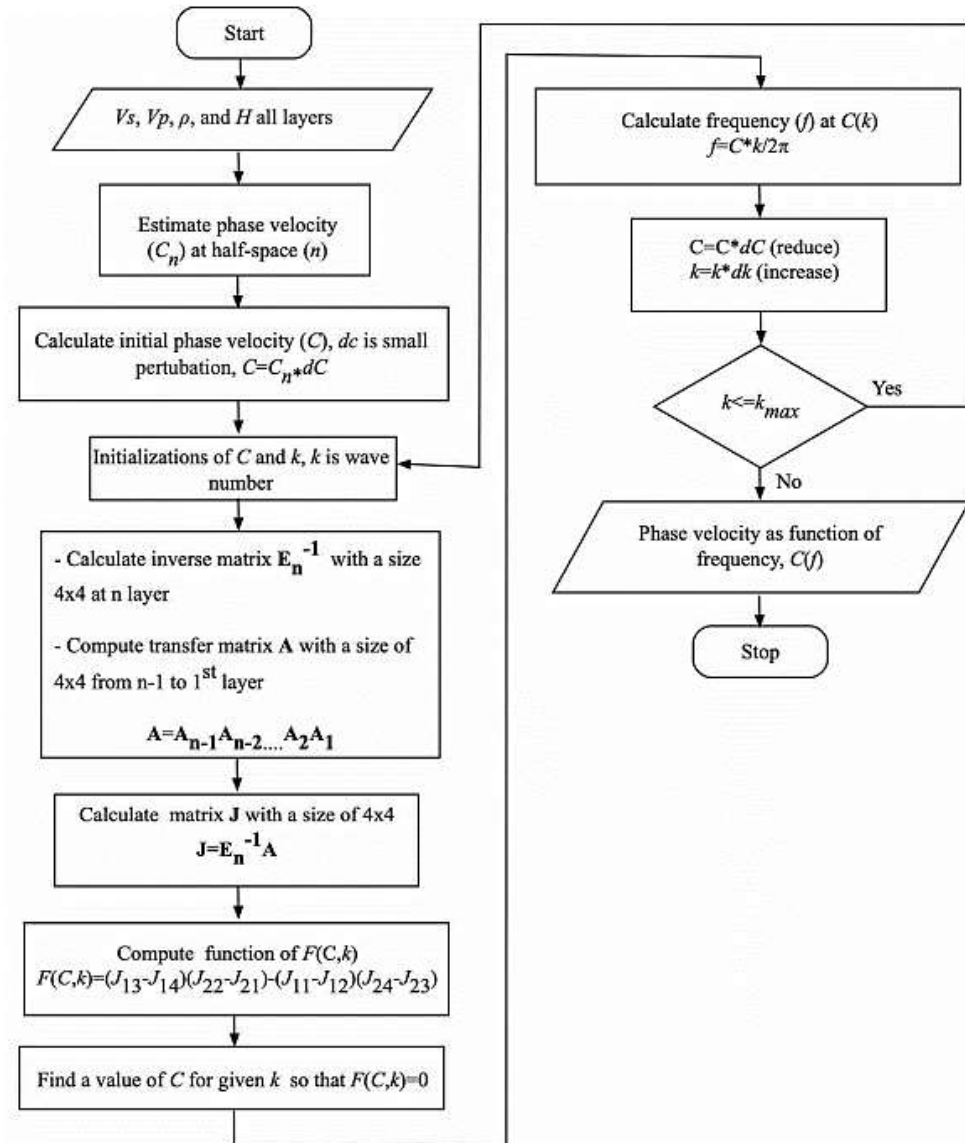 Start
Vs, Vp, ρ, and H all layers
Estimate phase velocity
(Cn) at half-space (n)
Calculate initial phase velocity (C), dc is small
pertubation, C=Cn*dC
Initializations of C and k, k is wave
number
- Calculate inverse matrix En-1 with a size
4x4 at n layer
- Compute transfer matrix A with a size of
4x4 from n-1 to 1st layer
A=An-1An-2.... A2A1
Calculate matrix J with a size of 4x4
J=En-1A
Compute function of F(C,k)
F(C,k)=(J13-J14)(J22-J21)-(J11-J12)(J24-J23)
Find a value of C for given k so that F(C,k)=0
Calculate frequency (f) at C(k)
f=C*k/2π
C=C*dC (reduce)
k=k*dk (increase)
k<=kmax
Yes
No
Phase velocity as function of
frequency, C(f)
Stop